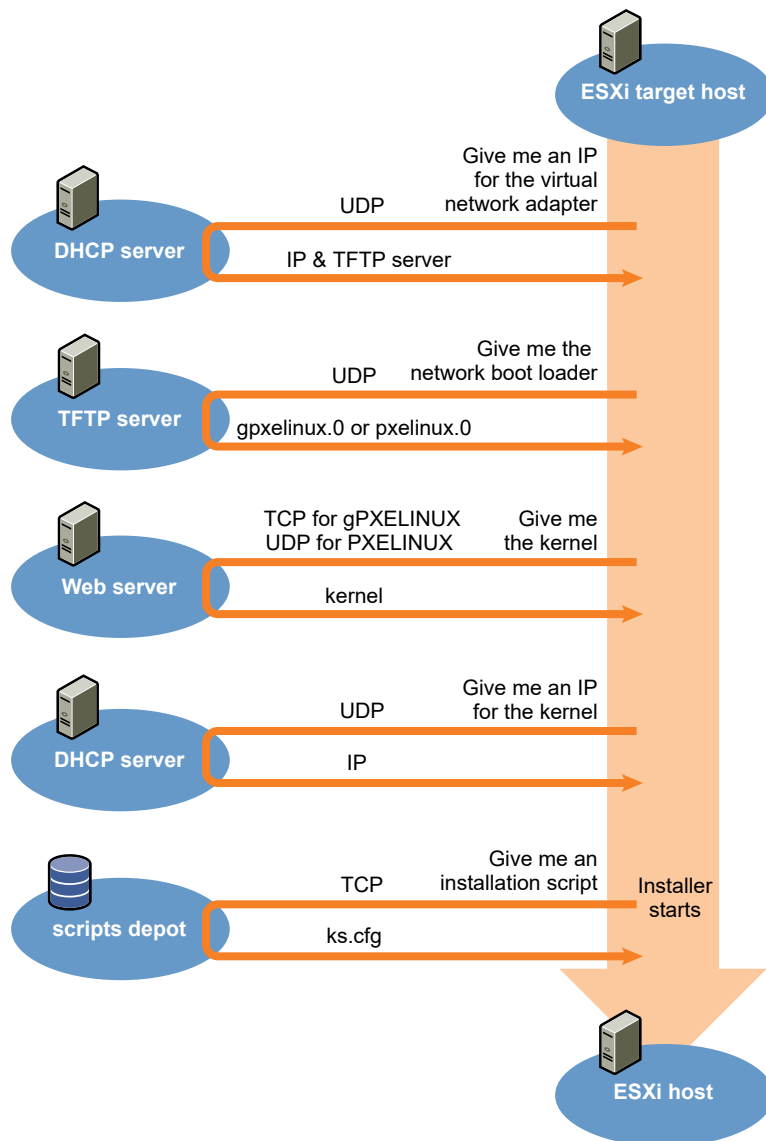 ESXi target host
Give me an IP
for the virtual
network adapter
UDP
DHCP server
IP & TFTP server
Give me the
network boot loader
UDP
TFTP server
gpxelinux.0 or pxelinux.0
TCP for gPXELINUX
UDP for PXELINUX
Give me
the kernel
Web server
kernel
Give me an IP
for the kernel
UDP
DHCP server
IP
Give me an
installation script
TCP
Installer
starts
scripts depot
ks.cfg
ESXi host